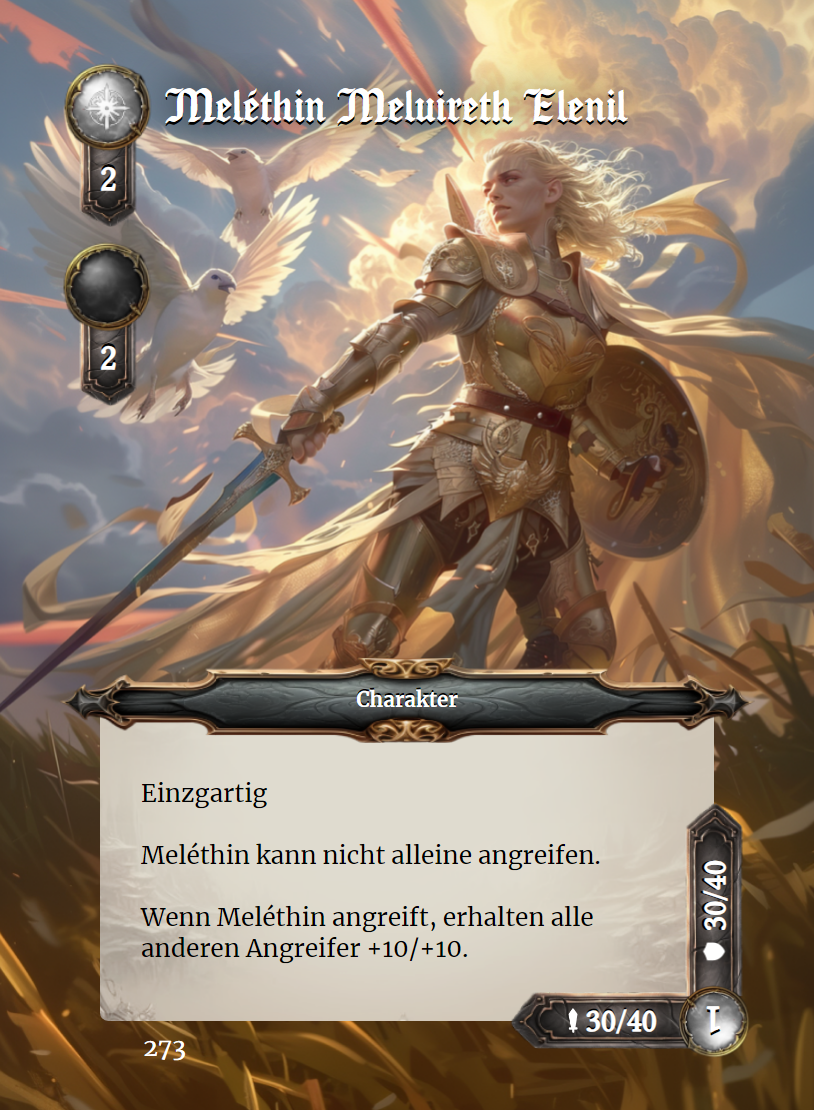 Meléthin Meluireth Elenil
2
2
Charakter
Einzgartig
Meléthin kann nicht alleine angreifen.
Wenn Meléthin angreift, erhalten alle
anderen Angreifer +10/+10.
30/40
30/40
1
273